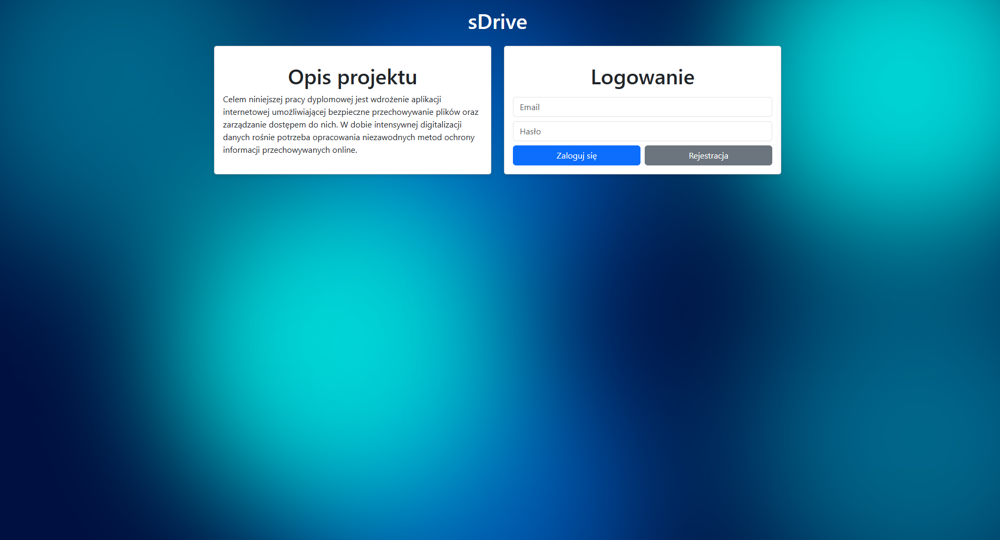 sDrive
Opis projektu
Celem niniejszej pracy dyplomowej jest wdrożenie aplikacji
internetowej umożliwiającej bezpieczne przechowywanie plików oraz
zarządzanie dostępem do nich. W dobie intensywnej digitalizacji
danych rośnie potrzeba opracowania niezawodnych metod ochrony
informacji przechowywanych online.
Logowanie
Email
Hasło
Zaloguj się
Rejestracja